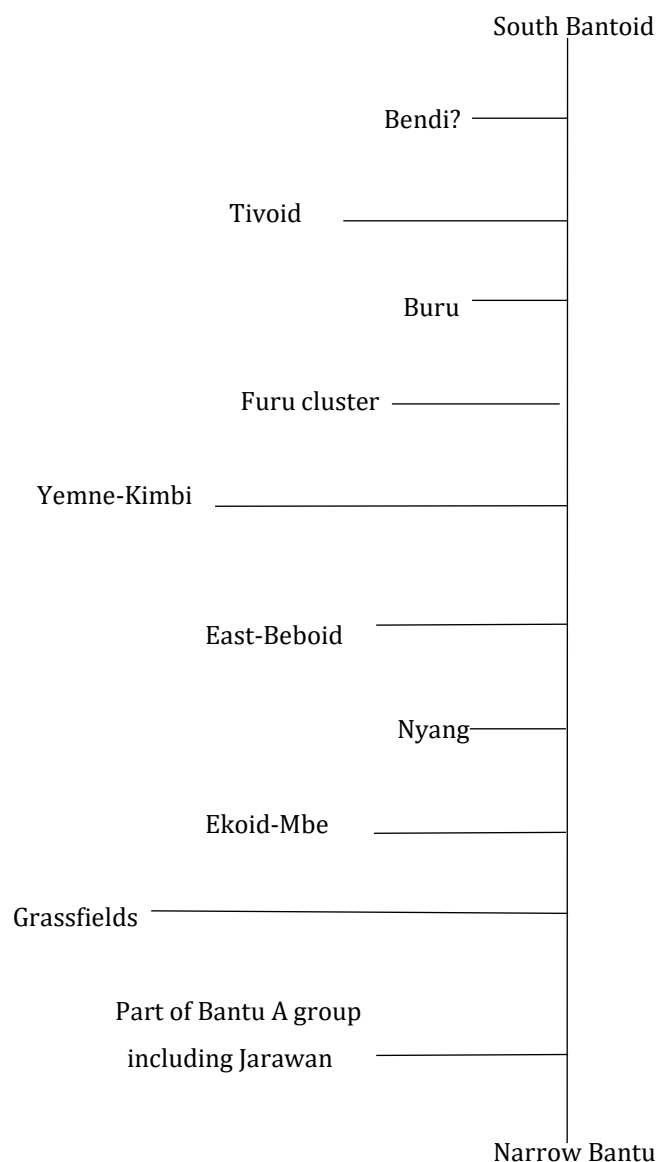 South Bantoid
Bendi?
Tivoid
Buru
Furu cluster
Yemne-Kimbi
East-Beboid
Nyang
Ekoid-Mbe
Grassfields
Part of Bantu A group
including Jarawan
Narrow Bantu